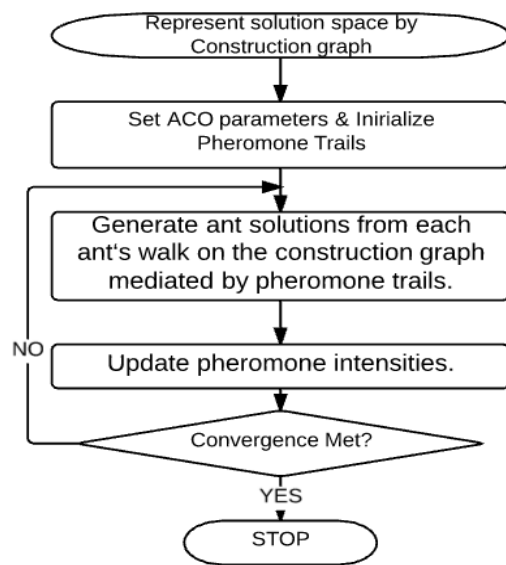 Represent solution space by
Construction graph
Set ACO parameters & Inirialize
Pheromone Trails
Generate ant solutions from each
ant's walk on the construction graph
mediated by pheromone trails.
NO
Update pheromone intensities.
Convergence Met?
YES
STOP